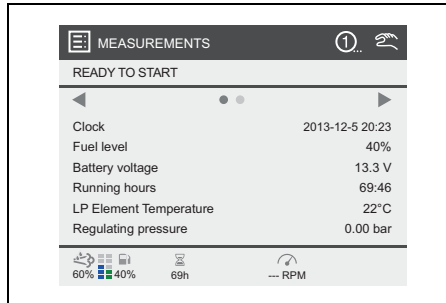 MEASUREMENTS 1...
READY TO START
Clock 2013-12-5 20:23
Fuel level 40%
Battery voltage 13.3 V
Running hours 69:46
LP Element Temperature 22°C
Regulating pressure 0.00 bar
60% 40% 69h --- RPM